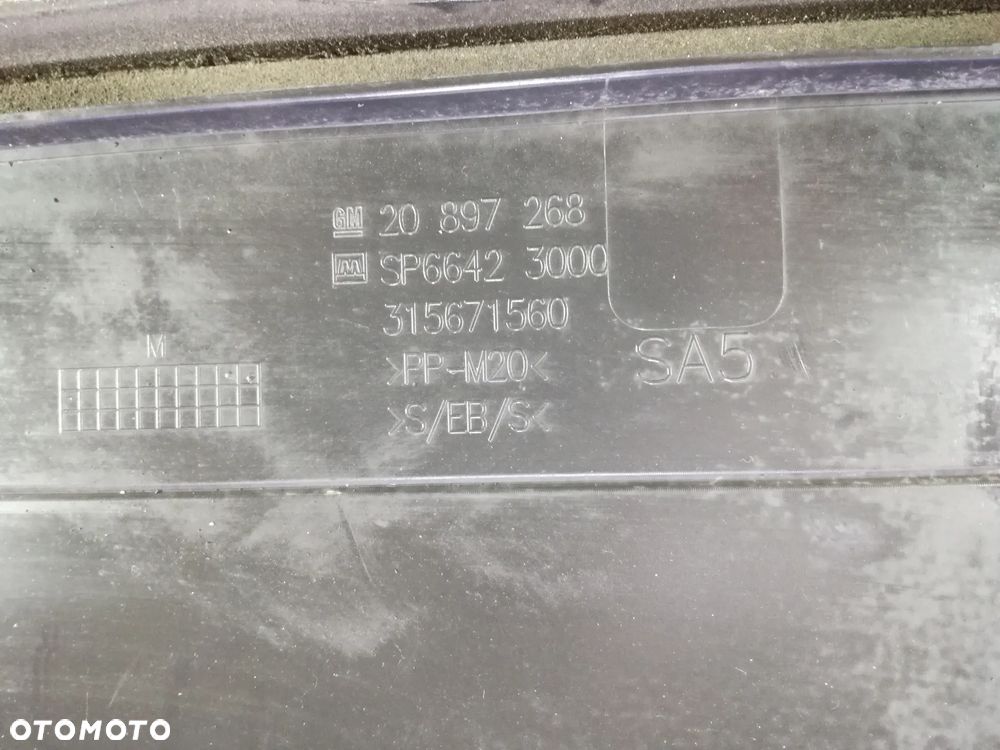 GM 20 897 268
SP6642 3000
315671560
>PP-M20<
>S/EB/S<
SA5
M
OTOMOTO